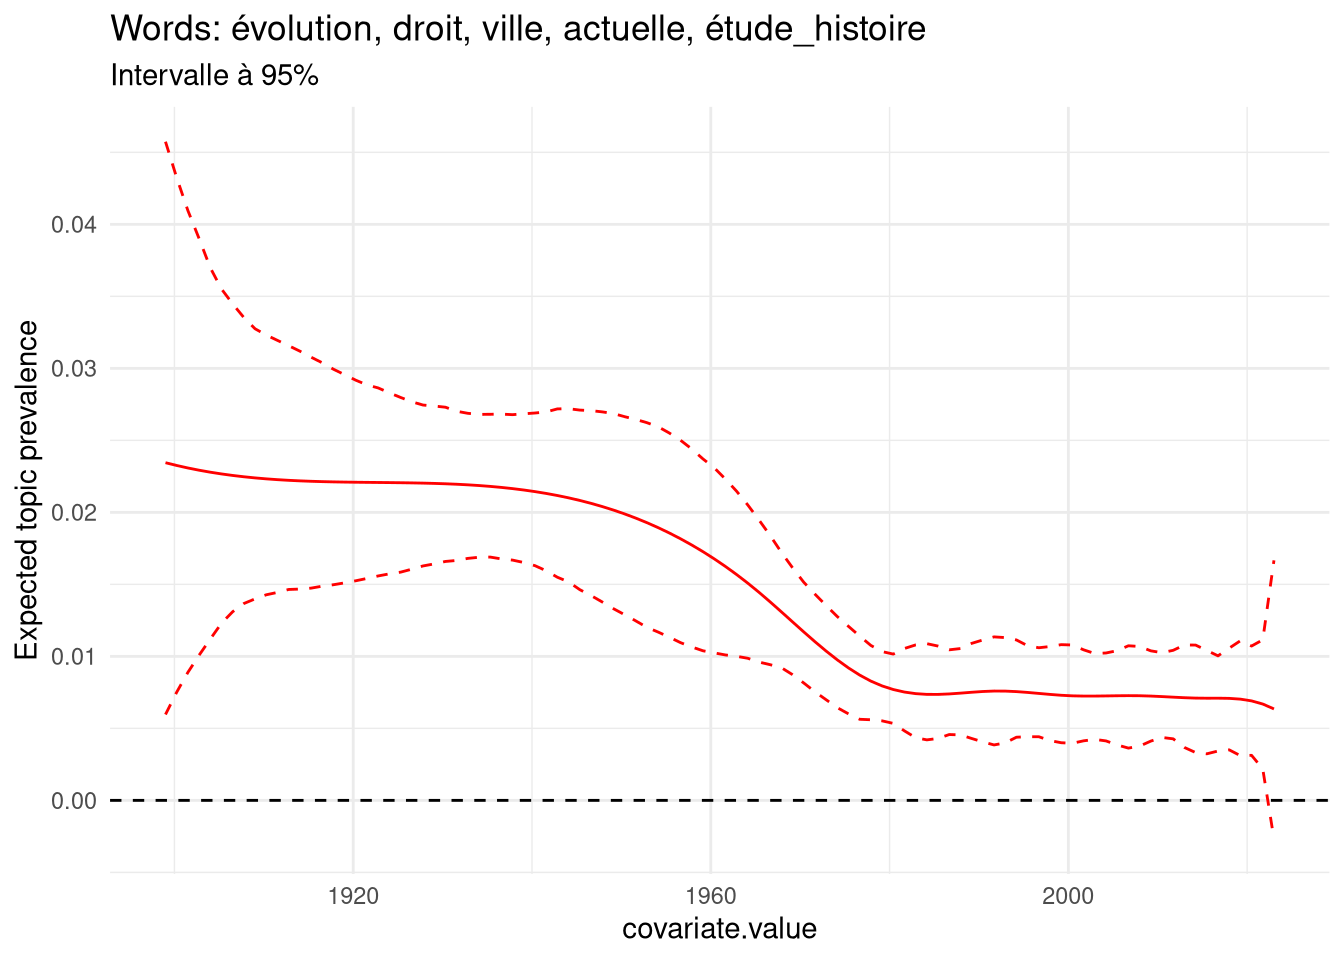 Words: évolution, droit, ville, actuelle, étude_histoire
Intervalle à 95%
Expected topic prevalence
0.04
0.03
0.02
0.01
0.00
1920
1960
2000
covariate.value